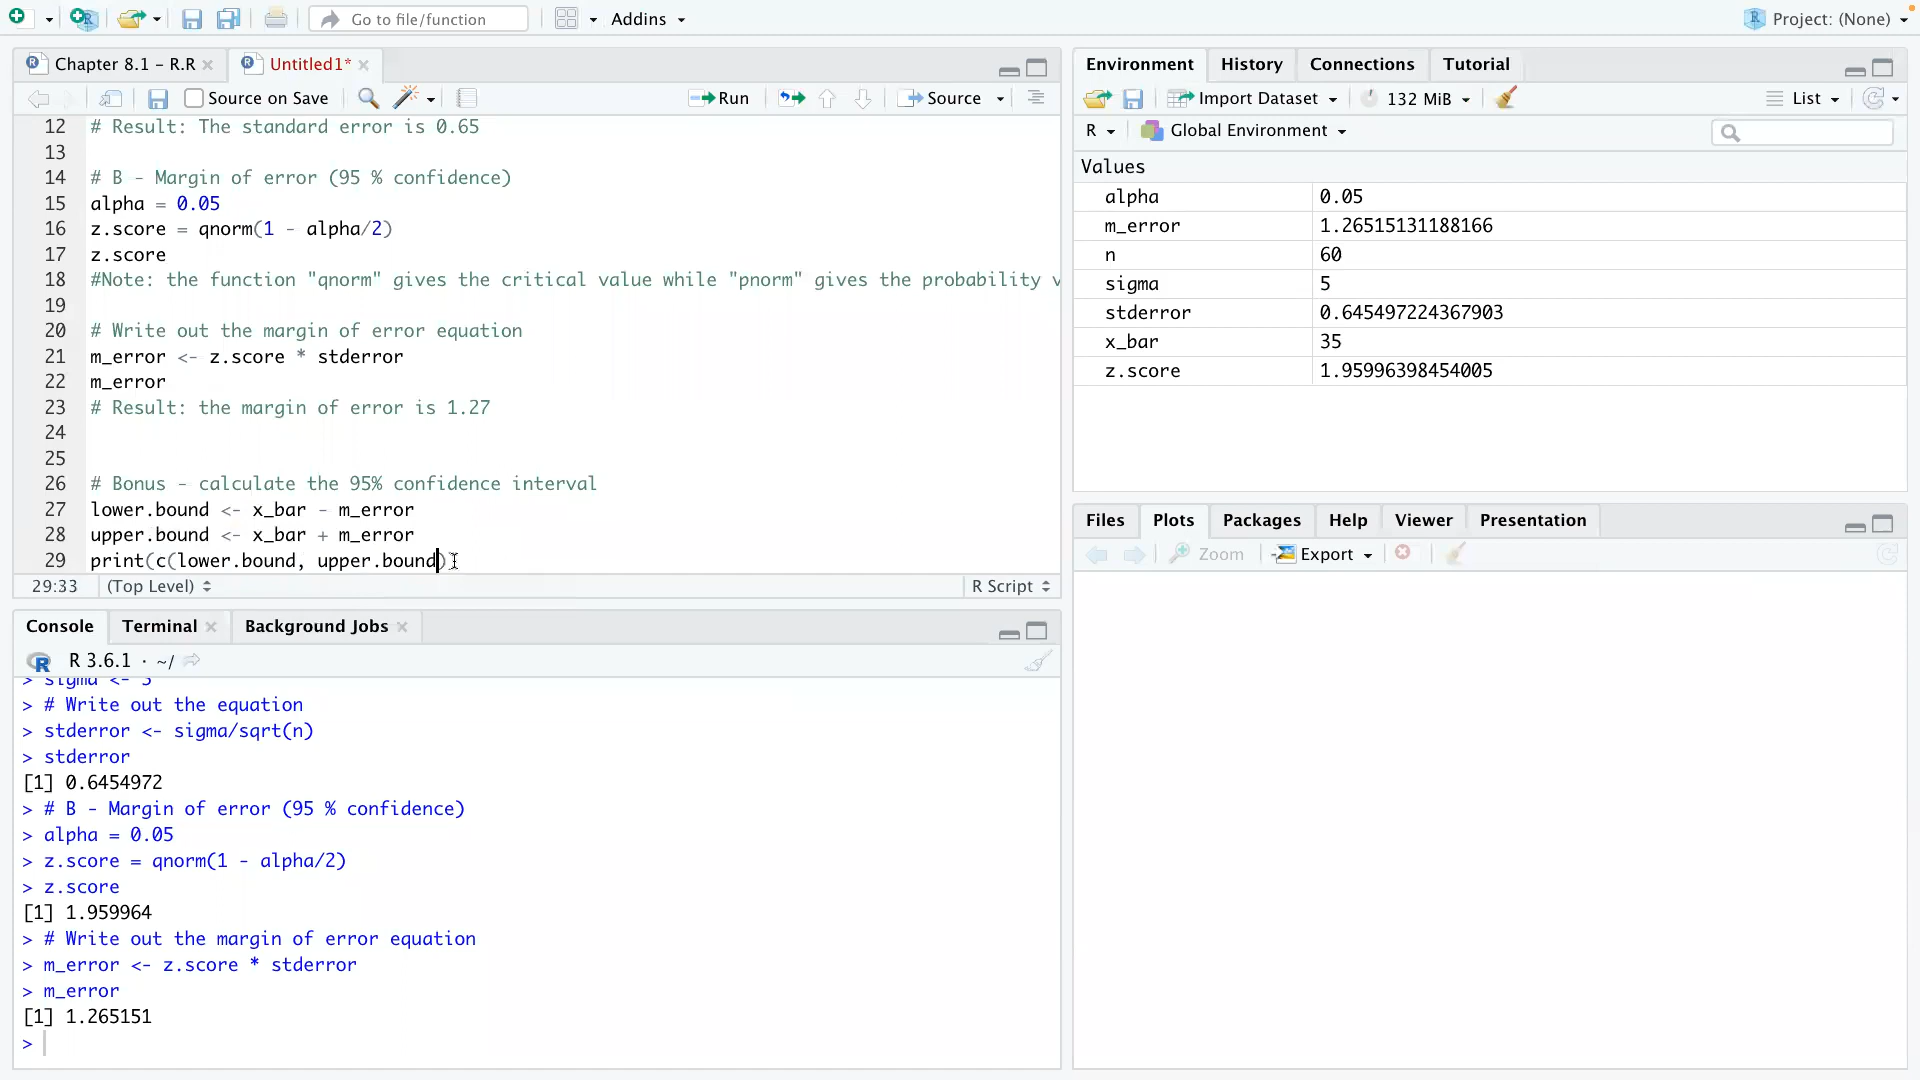 Go to file/function
Addins
Project: (None)
Chapter 8.1 - R.R
Untitled1*
Source on Save
Run
Source
12 # Result: The standard error is 0.65
13
14 # B - Margin of error (95 % confidence)
15 alpha = 0.05
16 z.score = qnorm(1 - alpha/2)
17 z.score
18 #Note: the function "qnorm" gives the critical value while "pnorm" gives the probability v
19
20 # Write out the margin of error equation
21 m_error <- z.score * stderror
22 m_error
23 # Result: the margin of error is 1.27
24
25
26 # Bonus - calculate the 95% confidence interval
27 lower.bound <- x_bar - m_error
28 upper.bound <- x_bar + m_error
29 print(c(lower.bound, upper.bound)
29:33 (Top Level) R Script
Console Terminal Background Jobs
R 3.6.1 · ~/
> sigma <- 5
> # Write out the equation
> stderror <- sigma/sqrt(n)
> stderror
[1] 0.6454972
> # B - Margin of error (95 % confidence)
> alpha = 0.05
> z.score = qnorm(1 - alpha/2)
> z.score
[1] 1.959964
> # Write out the margin of error equation
> m_error <- z.score * stderror
> m_error
[1] 1.265151
>
Environment History Connections Tutorial
Import Dataset 132 MiB List
R Global Environment
Values
alpha 0.05
m_error 1.26515131188166
n 60
sigma 5
stderror 0.645497224367903
x_bar 35
z.score 1.95996398454005
Files Plots Packages Help Viewer Presentation
Zoom Export